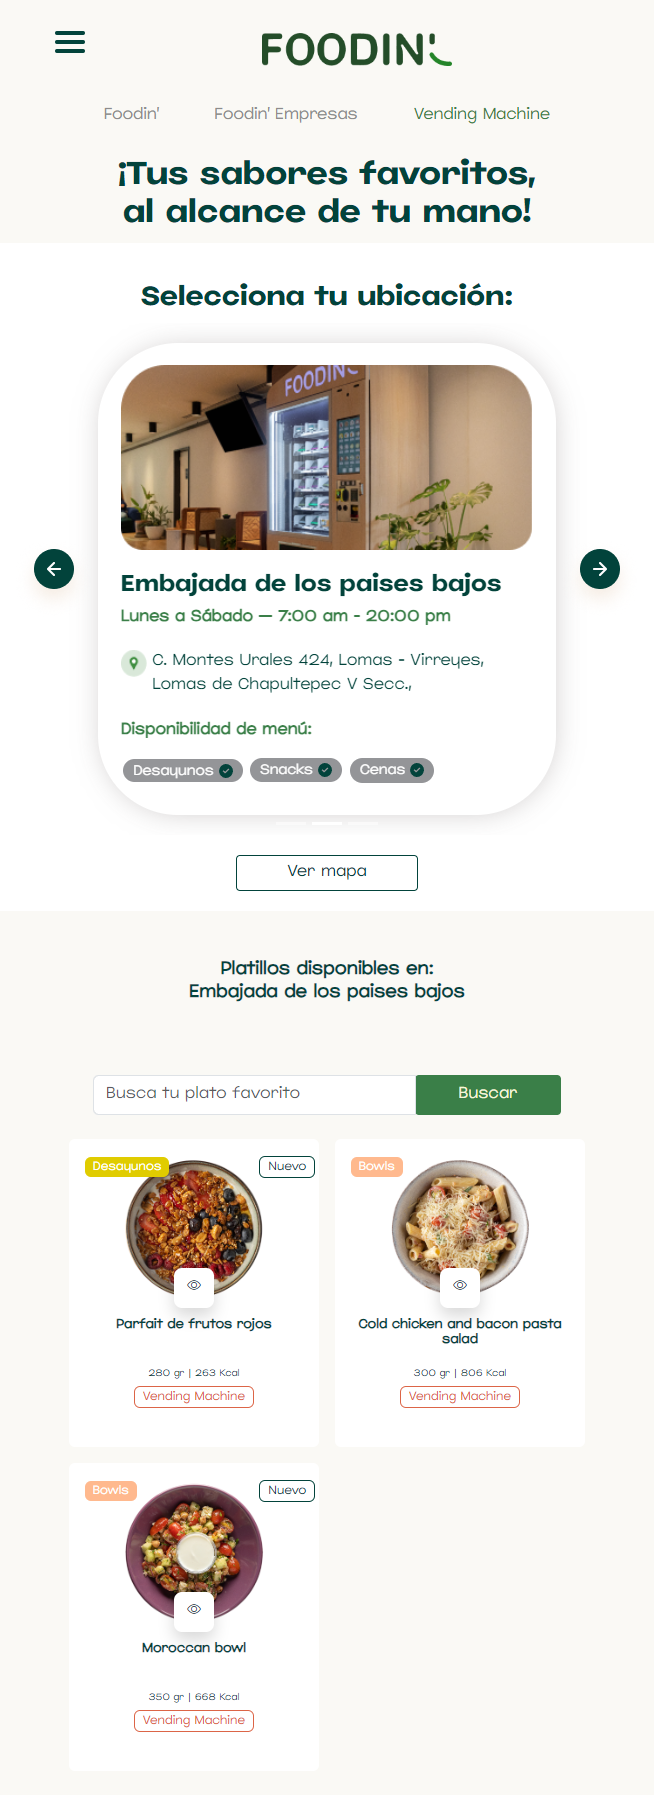 FOODIN'
Foodin' Foodin' Empresas Vending Machine
¡Tus sabores favoritos,
al alcance de tu mano!
Selecciona tu ubicación:
FOODIN'
Embajada de los paises bajos
Lunes a Sábado — 7:00 am - 20:00 pm
C. Montes Urales 424, Lomas - Virreyes,
Lomas de Chapultepec V Secc.,
Disponibilidad de menú:
Desayunos Snacks Cenas
Ver mapa
Platillos disponibles en:
Embajada de los paises bajos
Busca tu plato favorito Buscar
Desayunos Nuevo
Parfait de frutos rojos
280 gr | 263 Kcal
Vending Machine
Bowls
Cold chicken and bacon pasta
salad
300 gr | 806 Kcal
Vending Machine
Bowls Nuevo
Moroccan bowl
350 gr | 668 Kcal
Vending Machine